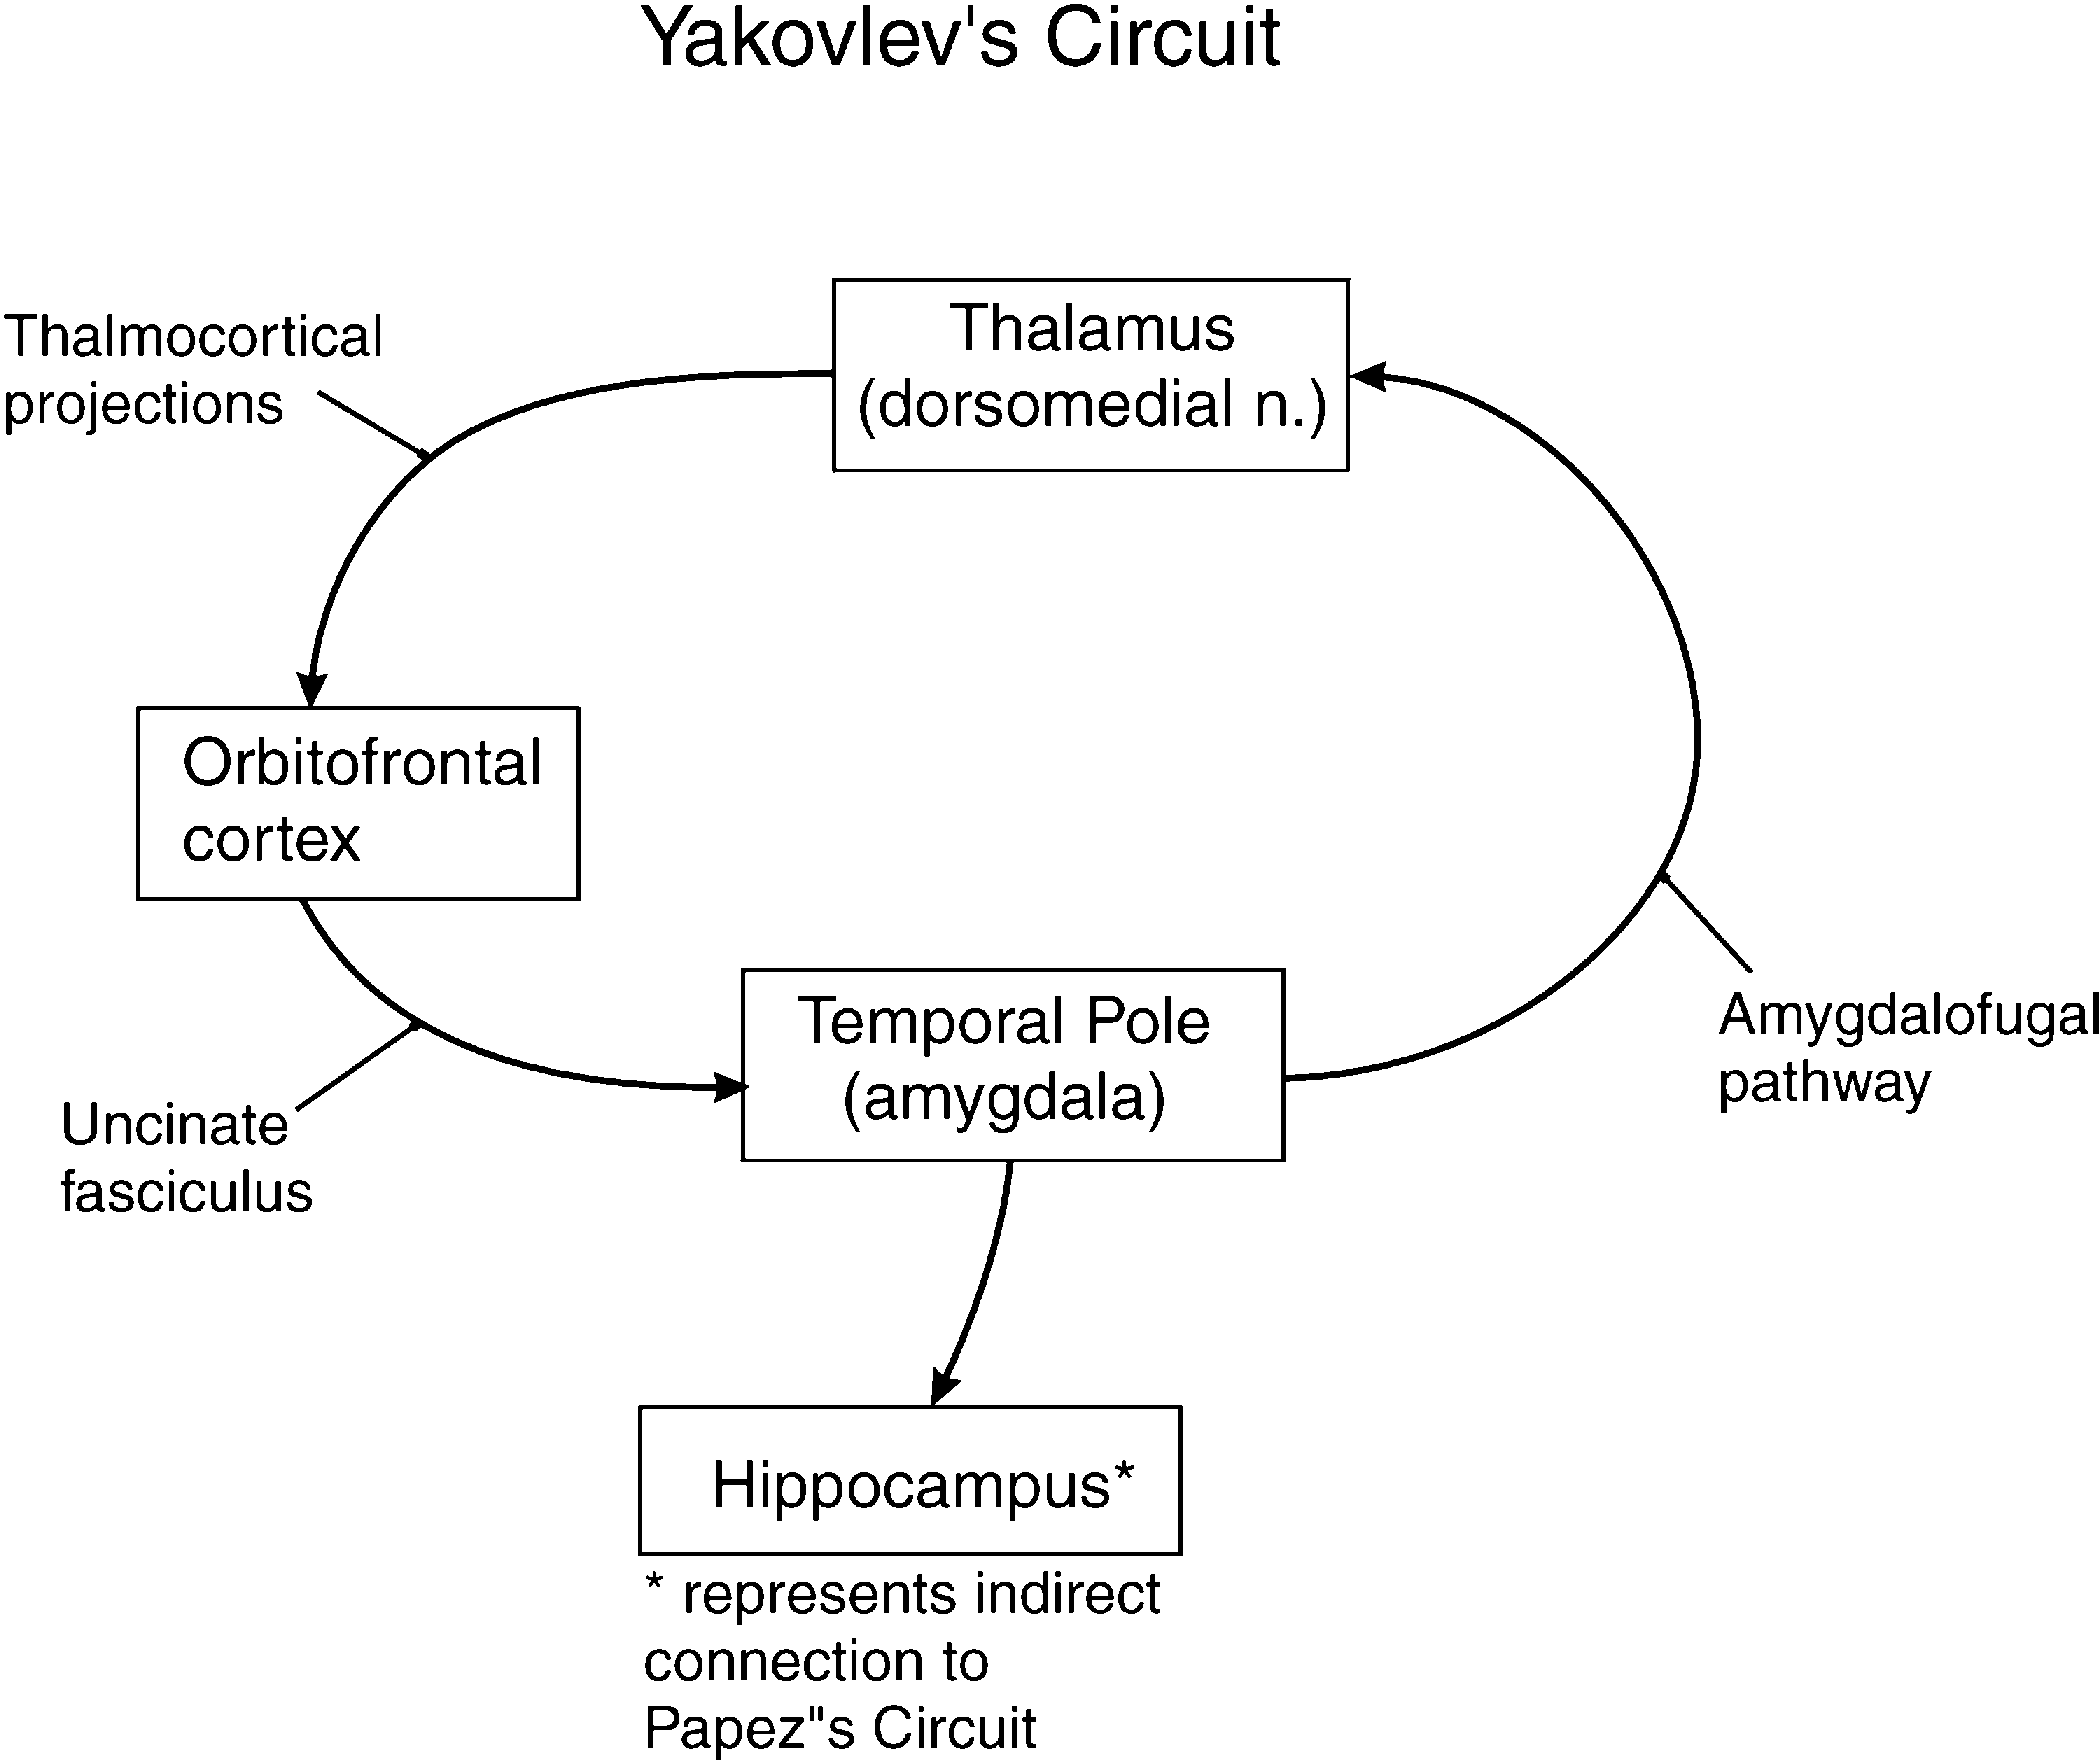 Yakovlev's Circuit
Thalamus
(dorsomedial n.)
Thalmocortical
projections
Orbitofrontal
cortex
Temporal Pole
(amygdala)
Amygdalofugal
pathway
Uncinate
fasciculus
Hippocampus*
* represents indirect
connection to
Papez"s Circuit